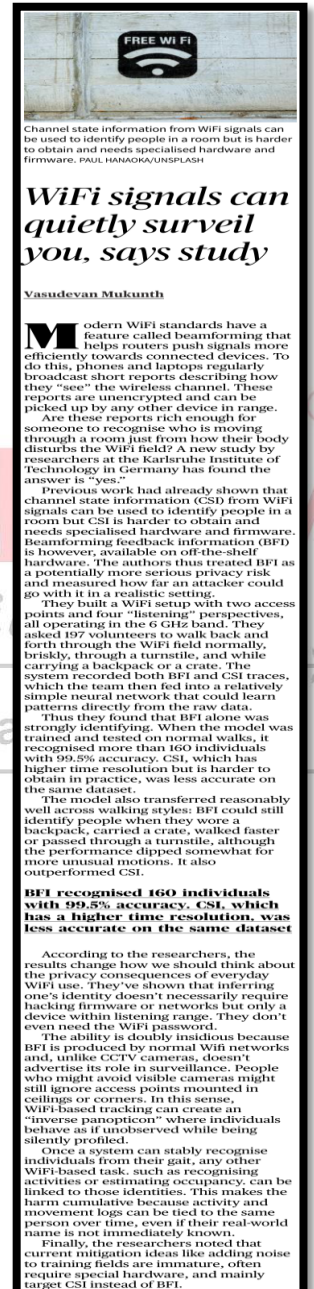 FREE Wi Fi
Channel state information from WiFi signals can
be used to identify people in a room but is harder
to obtain and needs specialised hardware and
firmware. PAUL HANAOKA/UNSPLASH
WiFi signals can
quietly surveil
you, says study
Vasudevan Mukunth
Modern WiFi standards have a
feature called beamforming that
helps routers push signals more
efficiently towards connected devices. To
do this, phones and laptops regularly
broadcast short reports describing how
they “see” the wireless channel. These
reports are unencrypted and can be
picked up by any other device in range.
Are these reports rich enough for
someone to recognise who is moving
through a room just from how their body
disturbs the WiFi field? A new study by
researchers at the Karlsruhe Institute of
Technology in Germany has found the
answer is “yes.”
Previous work had already shown that
channel state information (CSI) from WiFi
signals can be used to identify people in a
room but CSI is harder to obtain and
needs specialised hardware and firmware.
Beamforming feedback information (BFI)
is however, available on off-the-shelf
hardware. The authors thus treated BFI as
a potentially more serious privacy risk
and measured how far an attacker could
go with it in a realistic setting.
They built a WiFi setup with two access
points and four “listening” perspectives,
all operating in the 6 GHz band. They
asked 197 volunteers to walk back and
forth through the WiFi field normally,
briskly, through a turnstile, and while
carrying a backpack or a crate. The
system recorded both BFI and CSI traces,
which the team then fed into a relatively
simple neural network that could learn
patterns directly from the raw data.
Thus they found that BFI alone was
strongly identifying. When the model was
trained and tested on normal walks, it
recognised more than 160 individuals
with 99.5% accuracy. CSI, which has
higher time resolution but is harder to
obtain in practice, was less accurate on
the same dataset.
The model also transferred reasonably
well across walking styles: BFI could still
identify people when they wore a
backpack, carried a crate, walked faster
or passed through a turnstile, although
the performance dipped somewhat for
more unusual motions. It also
outperformed CSI.
BFI recognised 160 individuals
with 99.5% accuracy. CSI, which
has a higher time resolution, was
less accurate on the same dataset
According to the researchers, the
results change how we should think about
the privacy consequences of everyday
WiFi use. They’ve shown that inferring
one’s identity doesn’t necessarily require
hacking firmware or networks but only a
device within listening range. They don’t
even need the WiFi password.
The ability is doubly insidious because
BFI is produced by normal Wifi networks
and, unlike CCTV cameras, doesn’t
advertise its role in surveillance. People
who might avoid visible cameras might
still ignore access points mounted in
ceilings or corners. In this sense,
WiFi-based tracking can create an
“inverse panopticon” where individuals
behave as if unobserved while being
silently profiled.
Once a system can stably recognise
individuals from their gait, any other
WiFi-based task. such as recognising
activities or estimating occupancy. can be
linked to those identities. This makes the
harm cumulative because activity and
movement logs can be tied to the same
person over time, even if their real-world
name is not immediately known.
Finally, the researchers noted that
current mitigation ideas like adding noise
to training fields are immature, often
require special hardware, and mainly
target CSI instead of BFI.